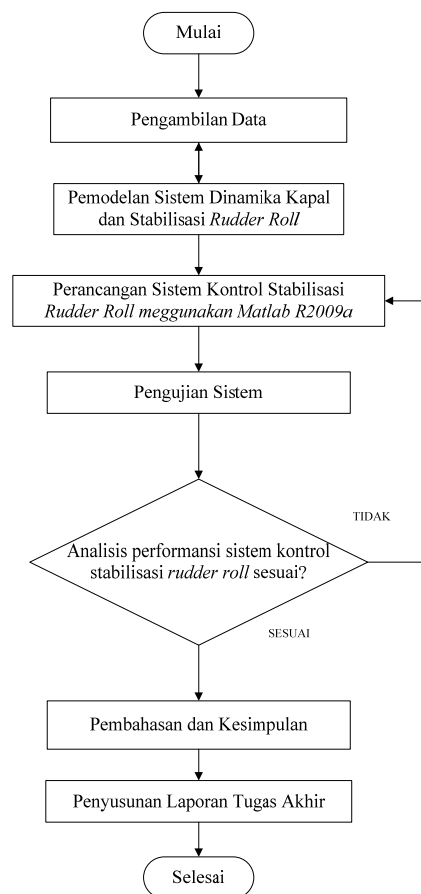 Mulai
Pengambilan Data
Pemodelan Sistem Dinamika Kapal
dan Stabilisasi Rudder Roll
Perancangan Sistem Kontrol Stabilisasi
Rudder Roll meggunakan Matlab R2009a
Pengujian Sistem
TIDAK
Analisis performansi sistem kontrol
stabilisasi rudder roll sesuai?
SESUAI
Pembahasan dan Kesimpulan
Penyusunan Laporan Tugas Akhir
Selesai